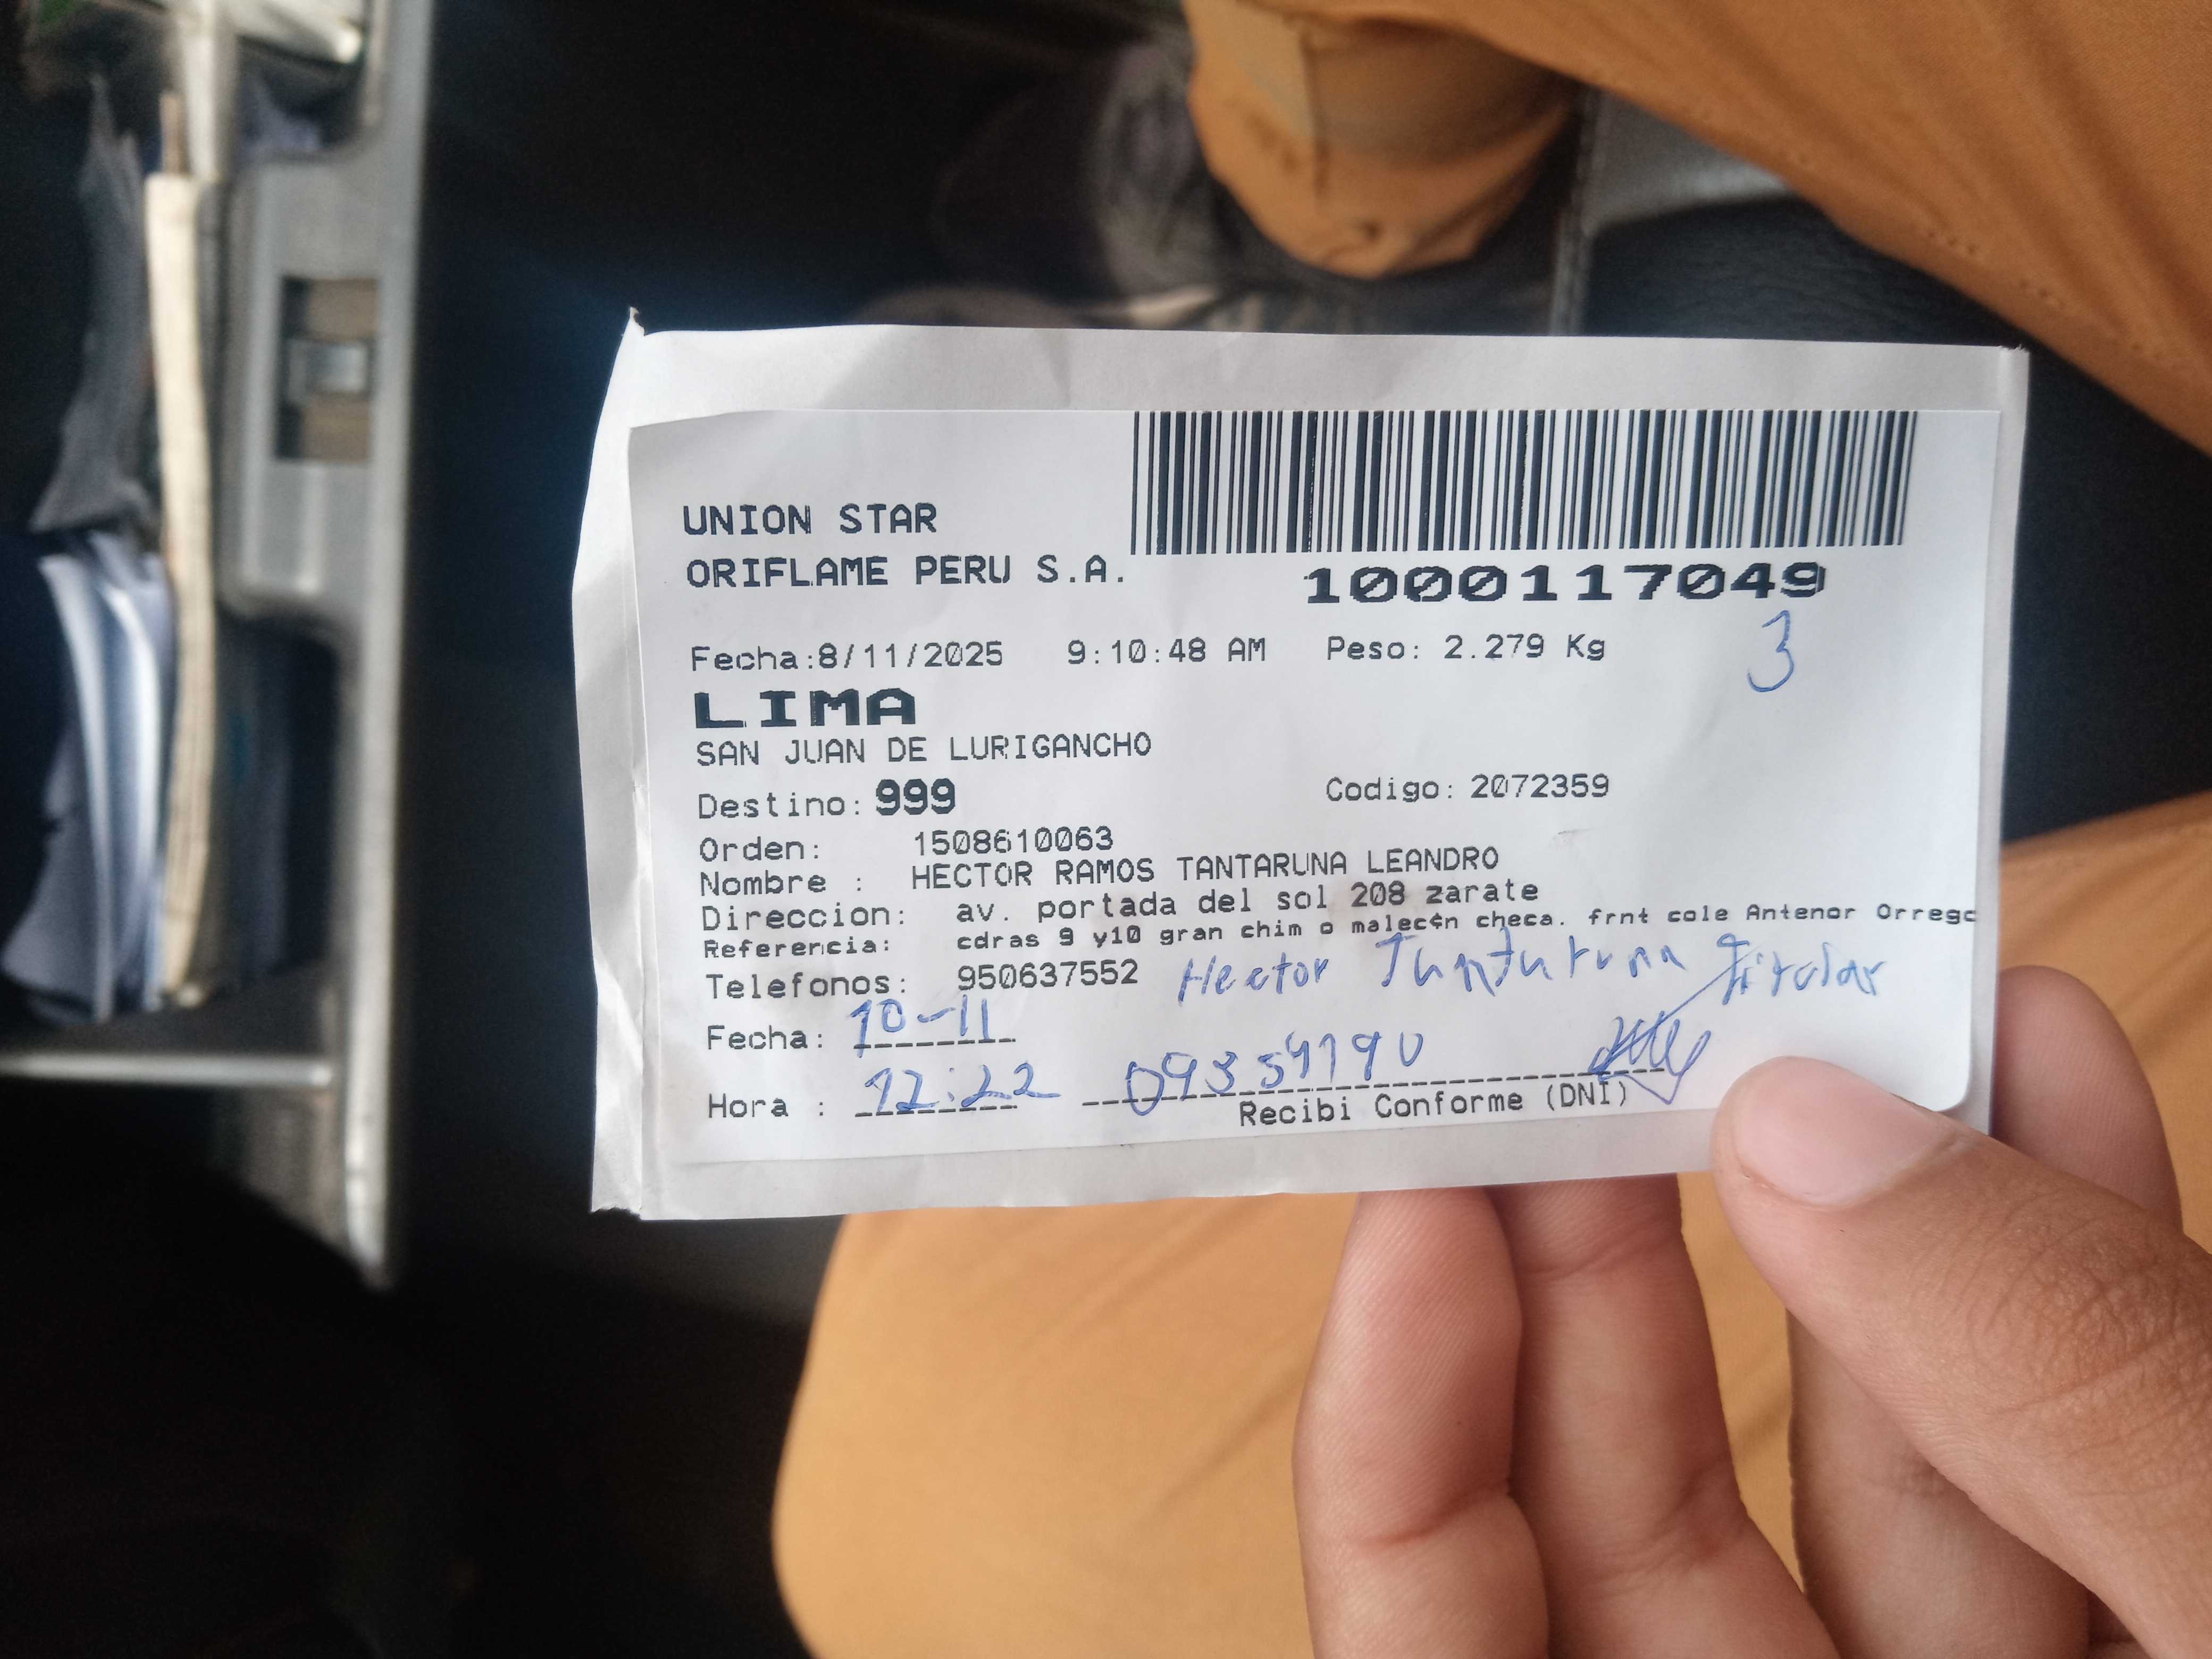 UNION STAR
ORIFLAME PERU S.A.
1000117049
3
Fecha:8/11/2025 9:10:48 AM Peso: 2.279 Kg
LIMA
SAN JUAN DE LURIGANCHO
Destino: 999 Codigo: 2072359
Orden: 1508610063
Nombre : HECTOR RAMOS TANTARUNA LEANDRO
Direccion: av. portada del sol 208 zarate
Referencia: cdras 9 y10 gran chim o malec¢n checa. frnt cole Antenor Orrego
Telefonos: 950637552 Hector Tantaruna Titular
Fecha: 10-11
Hora : 12:22
Recibi Conforme (DNI)